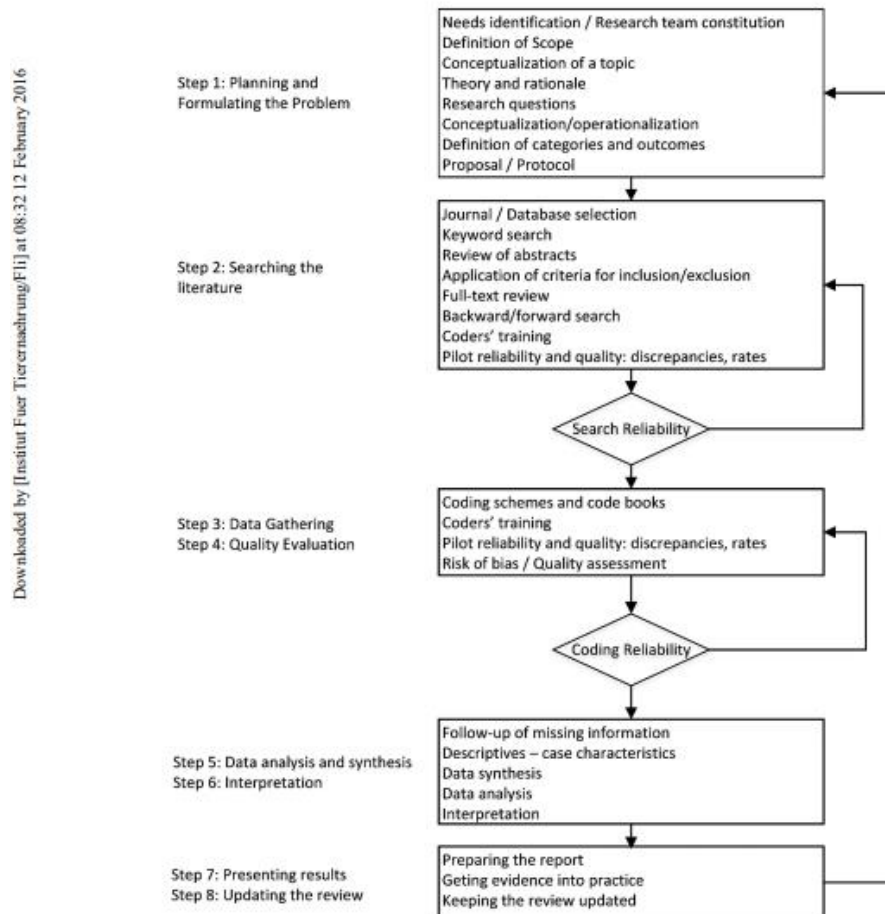 Downloaded by [Institut Fuer Tierernaehrung/Fli] at 08:32 12 February 2016
Step 1: Planning and
Formulating the Problem
Needs identification / Research team constitution
Definition of Scope
Conceptualization of a topic
Theory and rationale
Research questions
Conceptualization/operationalization
Definition of categories and outcomes
Proposal / Protocol
Step 2: Searching the
literature
Journal / Database selection
Keyword search
Review of abstracts
Application of criteria for inclusion/exclusion
Full-text review
Backward/forward search
Coders' training
Pilot reliability and quality: discrepancies, rates
Search Reliability
Step 3: Data Gathering
Step 4: Quality Evaluation
Coding schemes and code books
Coders' training
Pilot reliability and quality: discrepancies, rates
Risk of bias / Quality assessment
Coding Reliability
Step 5: Data analysis and synthesis
Step 6: Interpretation
Follow-up of missing information
Descriptives – case characteristics
Data synthesis
Data analysis
Interpretation
Step 7: Presenting results
Step 8: Updating the review
Preparing the report
Geting evidence into practice
Keeping the review updated